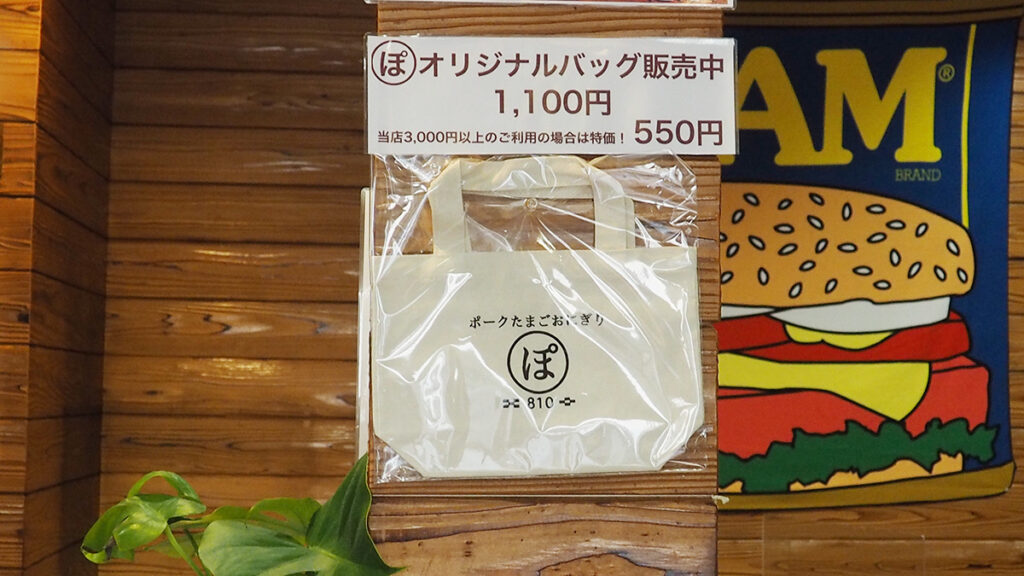 ぽオリジナルバッグ販売中
1,100円
当店3,000円以上のご利用の場合は特価！ 550円
ポークたまごおにぎり
ぽ
810
AM®
BRAND